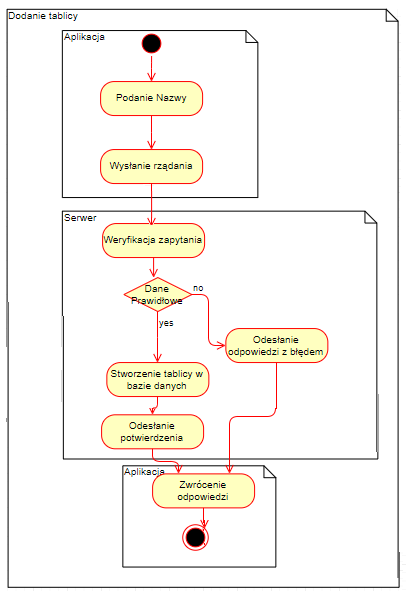 Dodanie tablicy
Aplikacja
Podanie Nazwy
Wysłanie rządania
Serwer
Weryfikacja zapytania
Dane
Prawidłowe
no
yes
Odesłanie
odpowiedzi z błędem
Stworzenie tablicy w
bazie danych
Odesłanie
potwierdzenia
Aplikacja
Zwrócenie
odpowiedzi